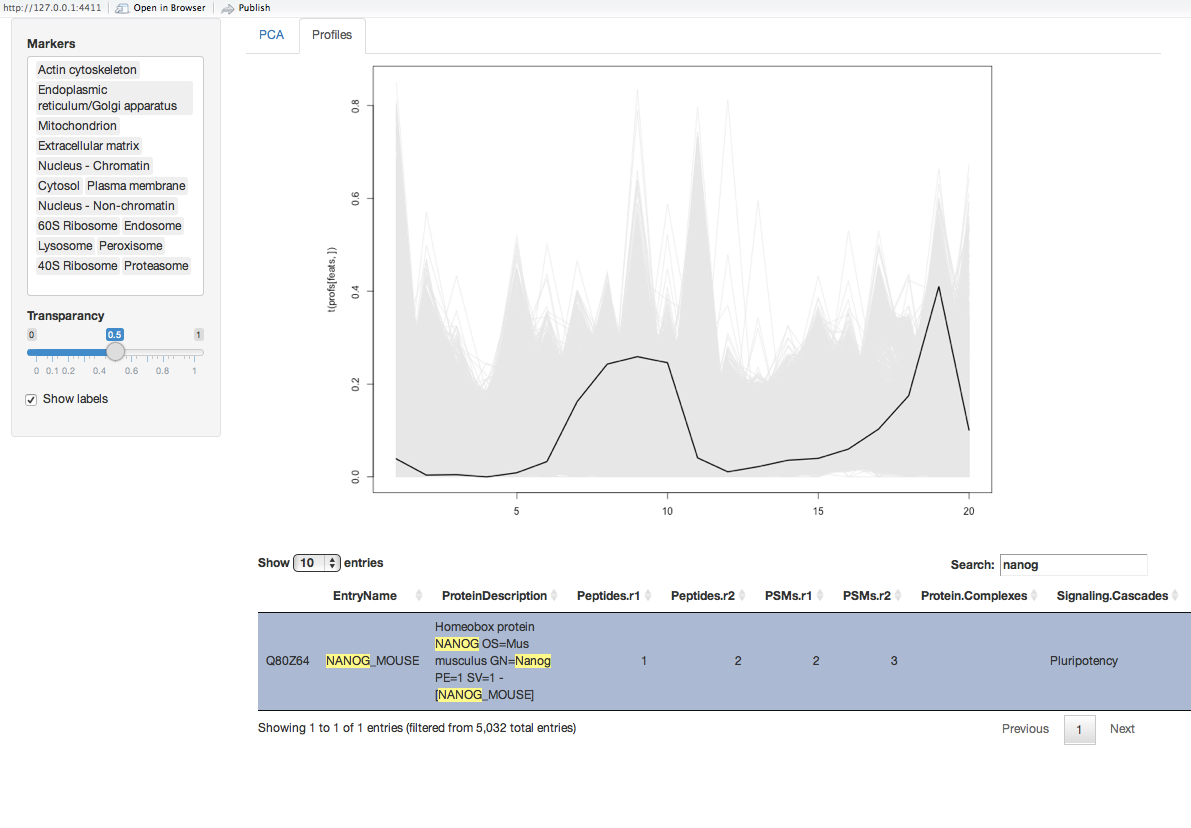 http://127.0.0.1:4411 Open in Browser Publish
Markers
Actin cytoskeleton
Endoplasmic
reticulum/Golgi apparatus
Mitochondrion
Extracellular matrix
Nucleus - Chromatin
Cytosol Plasma membrane
Nucleus - Non-chromatin
60S Ribosome Endosome
Lysosome Peroxisome
40S Ribosome Proteasome
Transparancy
0 0.5 1
0 0.1 0.2 0.4 0.6 0.8 1
Show labels
PCA Profiles
t(profs[feats, ])
0.8
0.6
0.4
0.2
0.0
5 10 15 20
Show 10 entries
Search: nanog
EntryName ProteinDescription Peptides.r1 Peptides.r2 PSMs.r1 PSMs.r2 Protein.Complexes Signaling.Cascades
Homeobox protein
NANOG OS=Mus
Q80Z64 NANOG_MOUSE musculus GN=Nanog 1 2 2 3 Pluripotency
PE=1 SV=1 -
[NANOG_MOUSE]
Showing 1 to 1 of 1 entries (filtered from 5,032 total entries)
Previous 1 Next